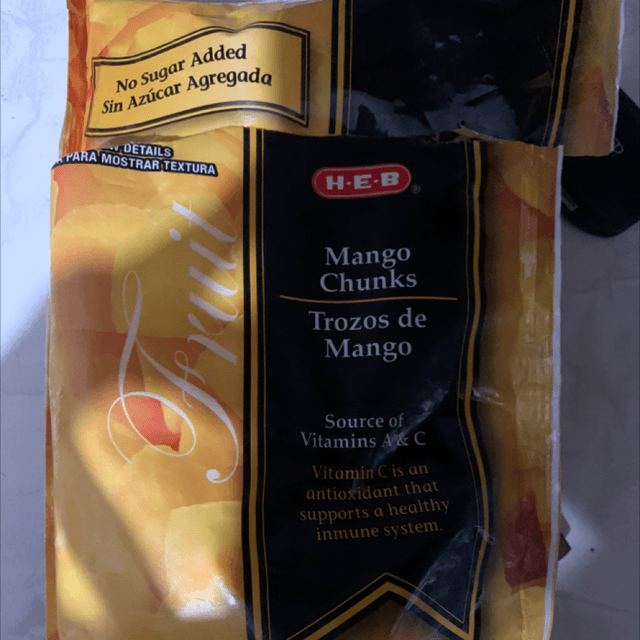 No Sugar Added
Sin Azúcar Agregada
DETAILS
PARA MOSTRAR TEXTURA
H-E-B®
Fruit
Mango
Chunks
Trozos de
Mango
Source of
Vitamins A & C
Vitamin C is an
antioxidant that
supports a healthy
inmune system.